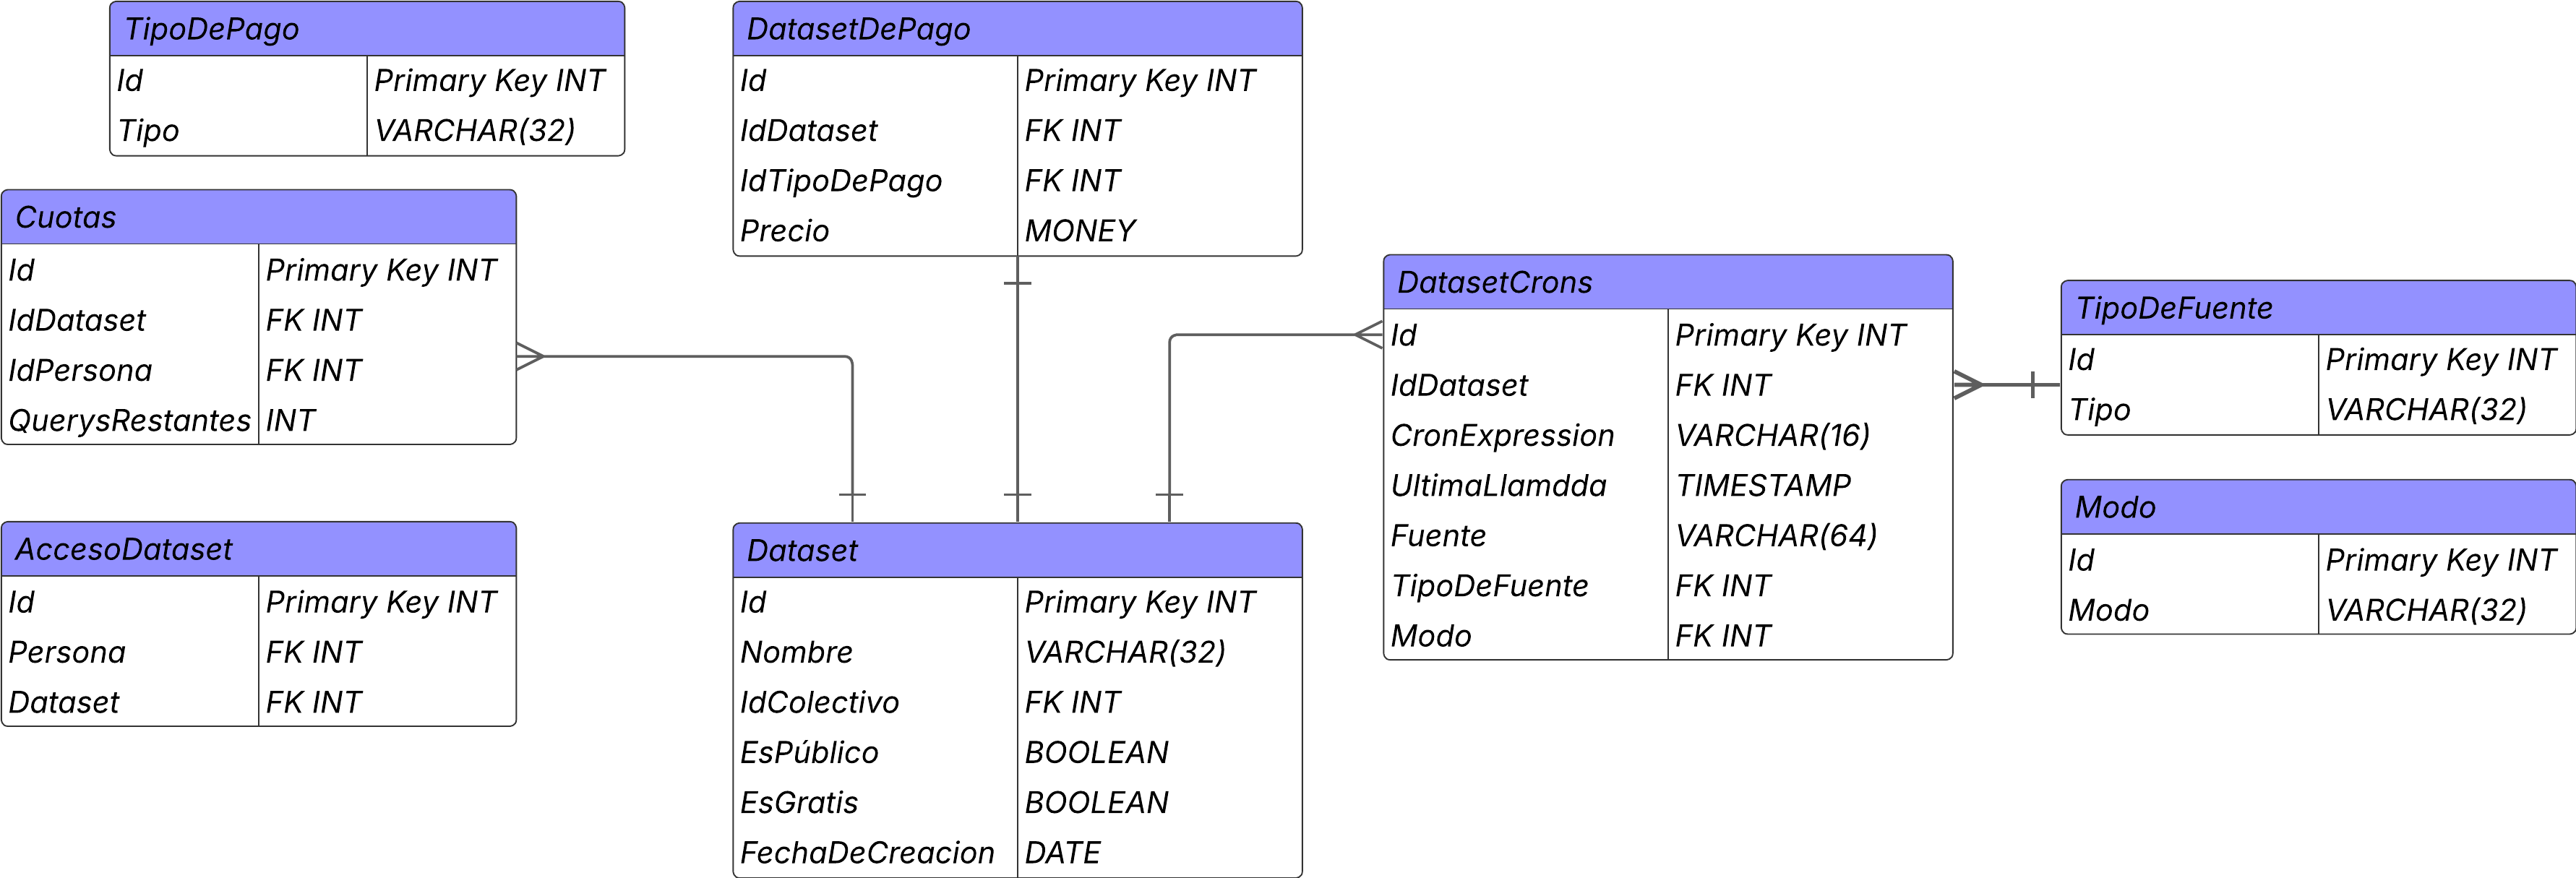 TipoDePago
Id Primary Key INT
Tipo VARCHAR(32)
DatasetDePago
Id Primary Key INT
IdDataset FK INT
IdTipoDePago FK INT
Precio MONEY
Cuotas
Id Primary Key INT
IdDataset FK INT
IdPersona FK INT
QuerysRestantes INT
DatasetCrons
Id Primary Key INT
IdDataset FK INT
CronExpression VARCHAR(16)
UltimaLlamdda TIMESTAMP
Fuente VARCHAR(64)
TipoDeFuente FK INT
Modo FK INT
TipoDeFuente
Id Primary Key INT
Tipo VARCHAR(32)
Modo
Id Primary Key INT
Modo VARCHAR(32)
AccesoDataset
Id Primary Key INT
Persona FK INT
Dataset FK INT
Dataset
Id Primary Key INT
Nombre VARCHAR(32)
IdColectivo FK INT
EsPúblico BOOLEAN
EsGratis BOOLEAN
FechaDeCreacion DATE